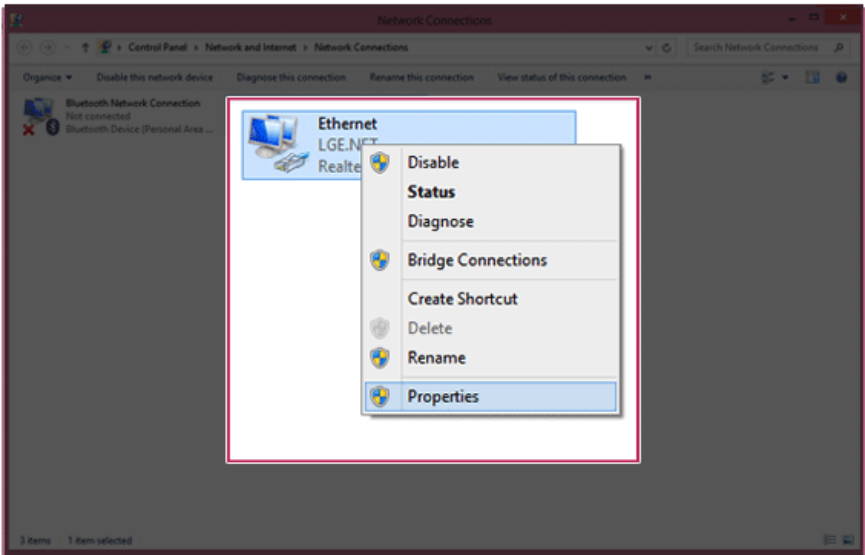 Network Connections
Control Panel Network and Internet Network Connections
Search Network Connections
Organize Disable this network device Diagnose this connection Rename this connection View status of this connection »
Bluetooth Network Connection
Not connected
Bluetooth Device (Personal Area ...
Ethernet
LGE.NET
Realte
Disable
Status
Diagnose
Bridge Connections
Create Shortcut
Delete
Rename
Properties
3 items 1 item selected